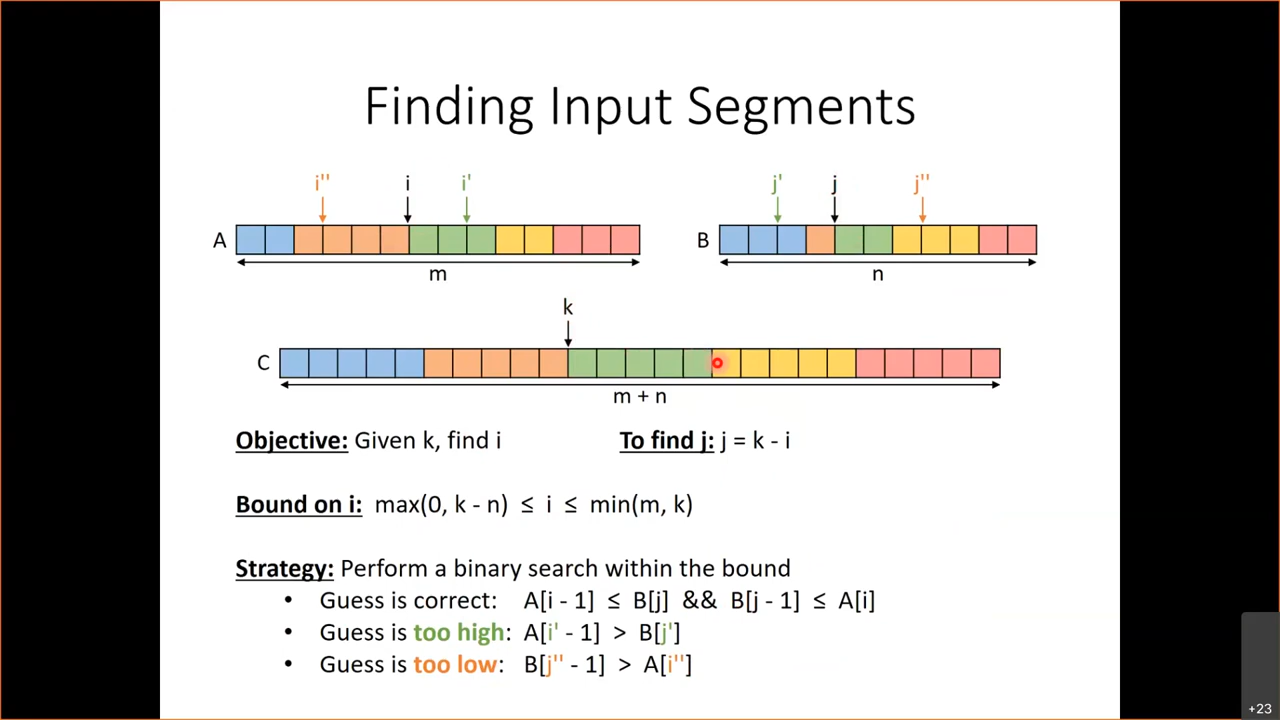 Finding Input Segments
i'' i i' j' j j''
A B
m n
k
C
m + n
Objective: Given k, find i To find j: j = k - i
Bound on i: max(0, k - n) ≤ i ≤ min(m, k)
Strategy: Perform a binary search within the bound
• Guess is correct: A[i - 1] ≤ B[j] && B[j - 1] ≤ A[i]
• Guess is too high: A[i' - 1] > B[j']
• Guess is too low: B[j'' - 1] > A[i'']
+23